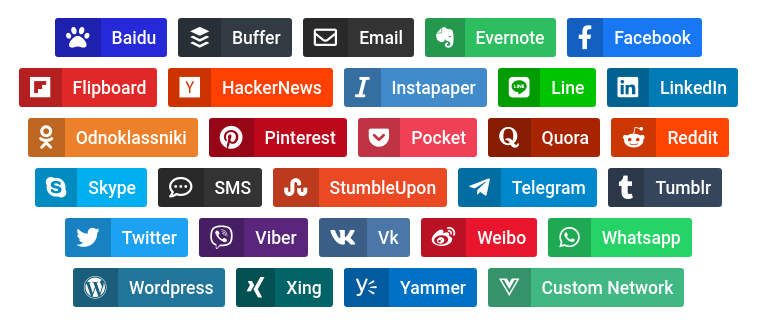 Baidu Buffer Email Evernote Facebook
Flipboard HackerNews Instapaper Line LinkedIn
Odnoklassniki Pinterest Pocket Quora Reddit
Skype SMS StumbleUpon Telegram Tumblr
Twitter Viber Vk Weibo Whatsapp
Wordpress Xing Yammer Custom Network